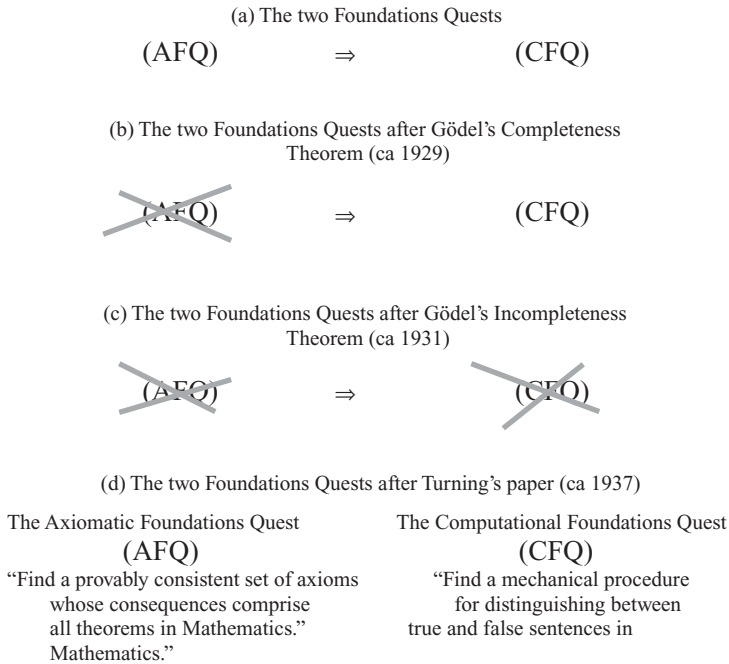 (a) The two Foundations Quests
(AFQ) ⇒ (CFQ)
(b) The two Foundations Quests after Gödel’s Completeness
Theorem (ca 1929)
(AFQ) ⇒ (CFQ)
(c) The two Foundations Quests after Gödel’s Incompleteness
Theorem (ca 1931)
(AFQ) ⇒ (CFQ)
(d) The two Foundations Quests after Turning’s paper (ca 1937)
The Axiomatic Foundations Quest
(AFQ)
“Find a provably consistent set of axioms
whose consequences comprise
all theorems in Mathematics.”
Mathematics.”
The Computational Foundations Quest
(CFQ)
“Find a mechanical procedure
for distinguishing between
true and false sentences in